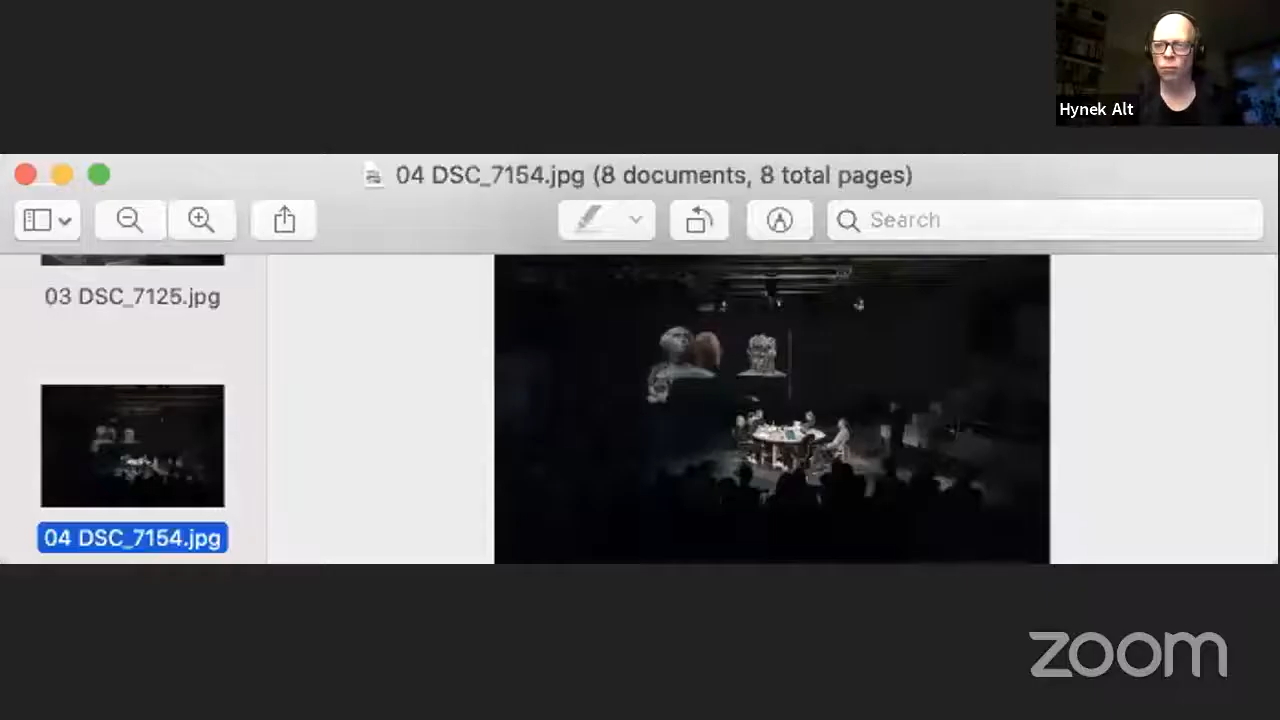 Hynek Alt
04 DSC_7154.jpg (8 documents, 8 total pages)
Search
03 DSC_7125.jpg
04 DSC_7154.jpg
zoom